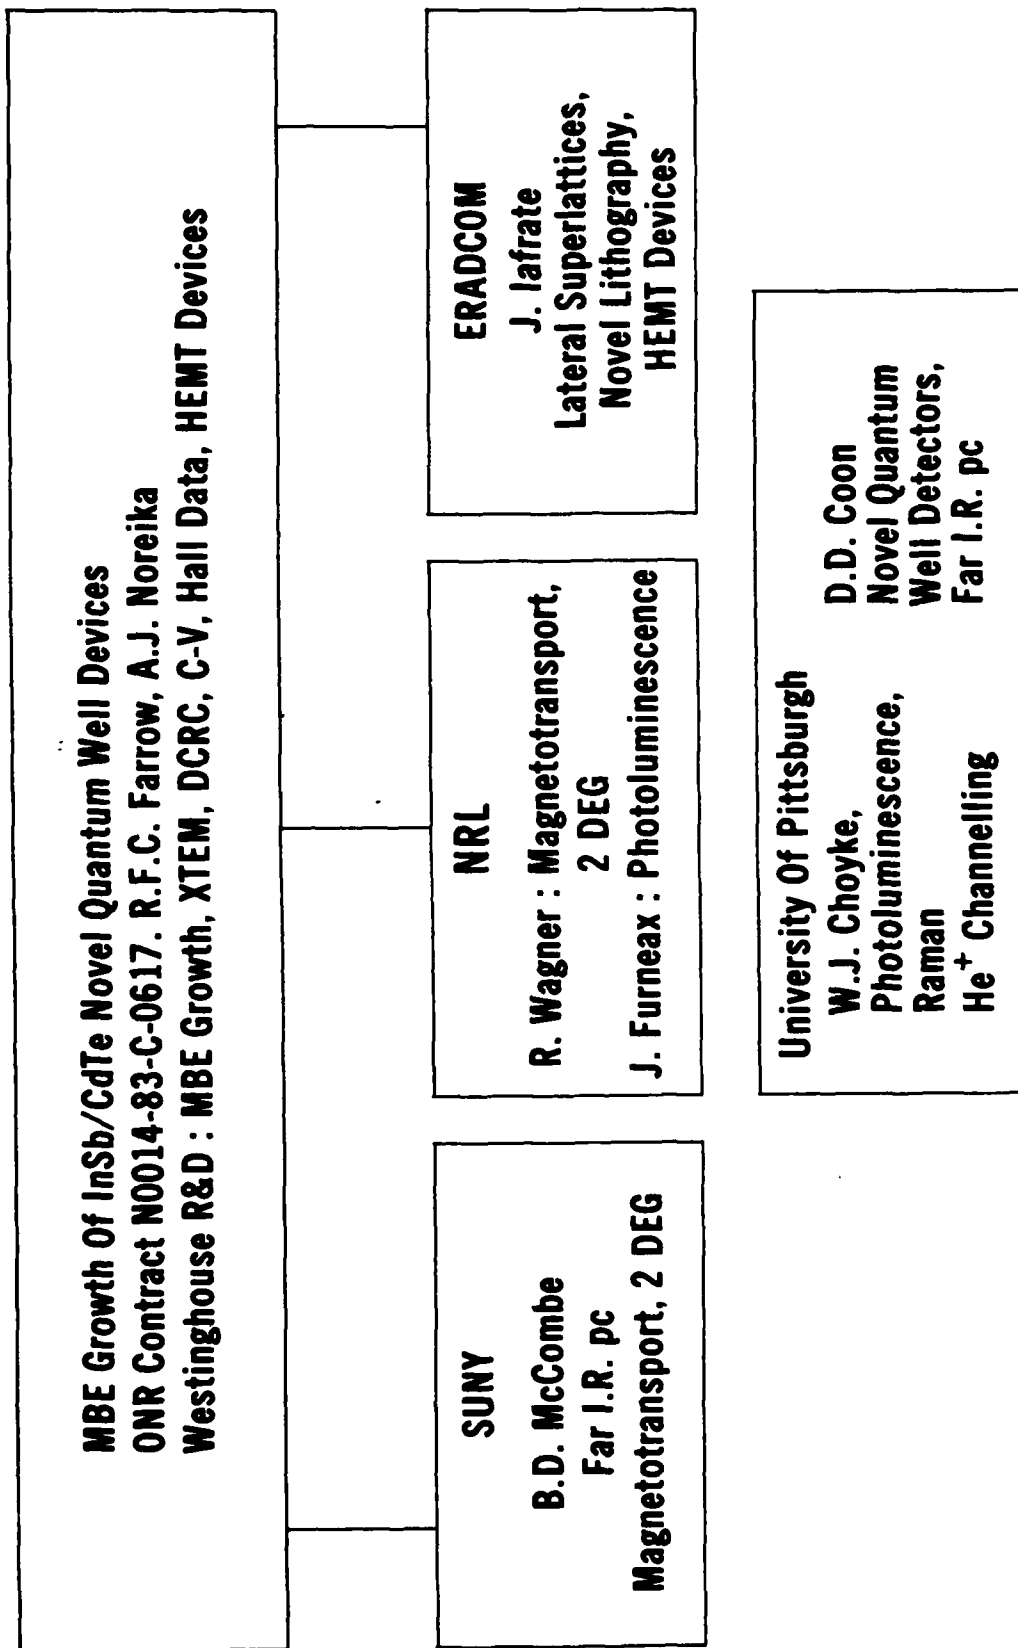 MBE Growth Of InSb/CdTe Novel Quantum Well Devices
ONR Contract N0014-83-C-0617. R.F.C. Farrow, A.J. Noreika
Westinghouse R&D : MBE Growth, XTEM, DCRC, C-V, Hall Data, HEMT Devices
SUNY
B.D. McCombe
Far I.R. pc
Magnetotransport, 2 DEG
NRL
R. Wagner : Magnetotransport,
2 DEG
J. Furneax : Photoluminescence
ERADCOM
J. Iafrate
Lateral Superlattices,
Novel Lithography,
HEMT Devices
University Of Pittsburgh
W.J. Choyke,
Photoluminescence,
Raman
He⁺ Channelling
D.D. Coon
Novel Quantum
Well Detectors,
Far I.R. pc